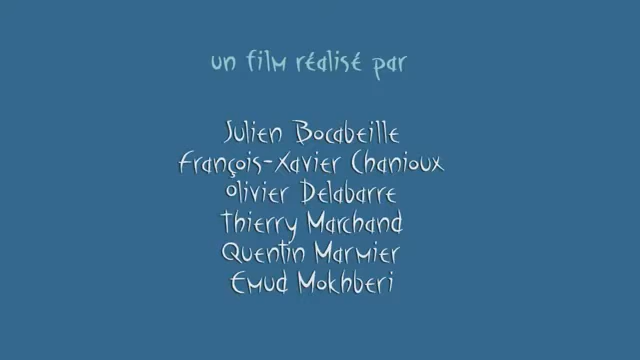 un film réalisé par
Julien Bocabeille
François-Xavier Chanioux
Olivier Delabarre
Thierry Marchand
Quentin Marmier
Emud Mokhberi